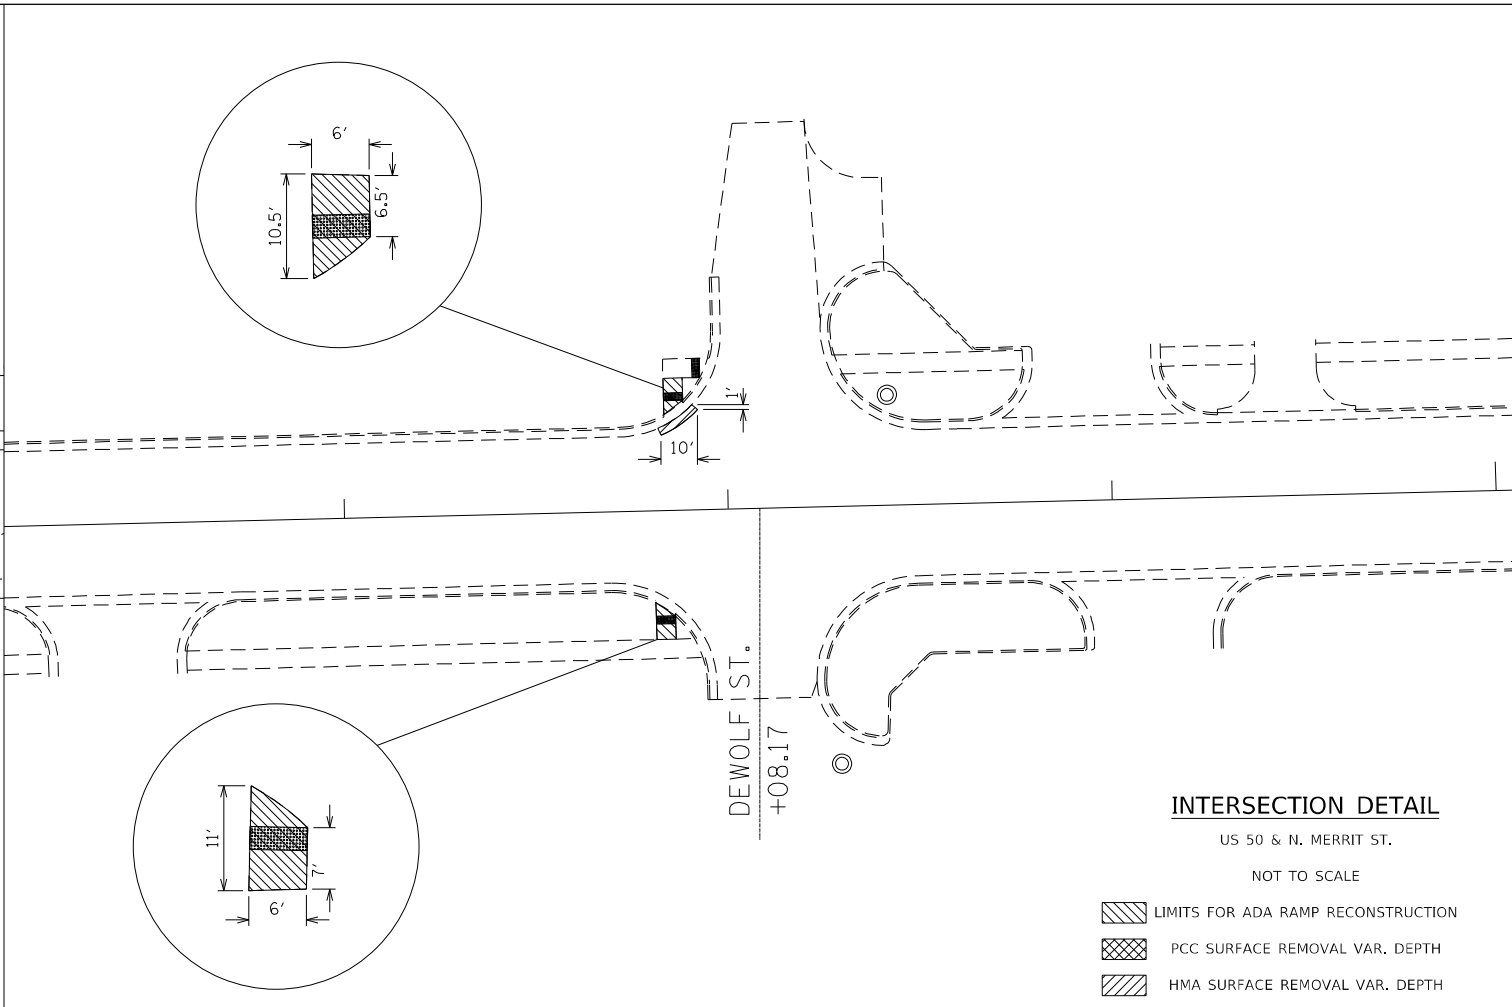 6′
10.5′
6.5′
1′
10′
DEWOLF ST.
+08.17
11′
7′
6′
INTERSECTION DETAIL
US 50 & N. MERRIT ST.
NOT TO SCALE
LIMITS FOR ADA RAMP RECONSTRUCTION
PCC SURFACE REMOVAL VAR. DEPTH
HMA SURFACE REMOVAL VAR. DEPTH